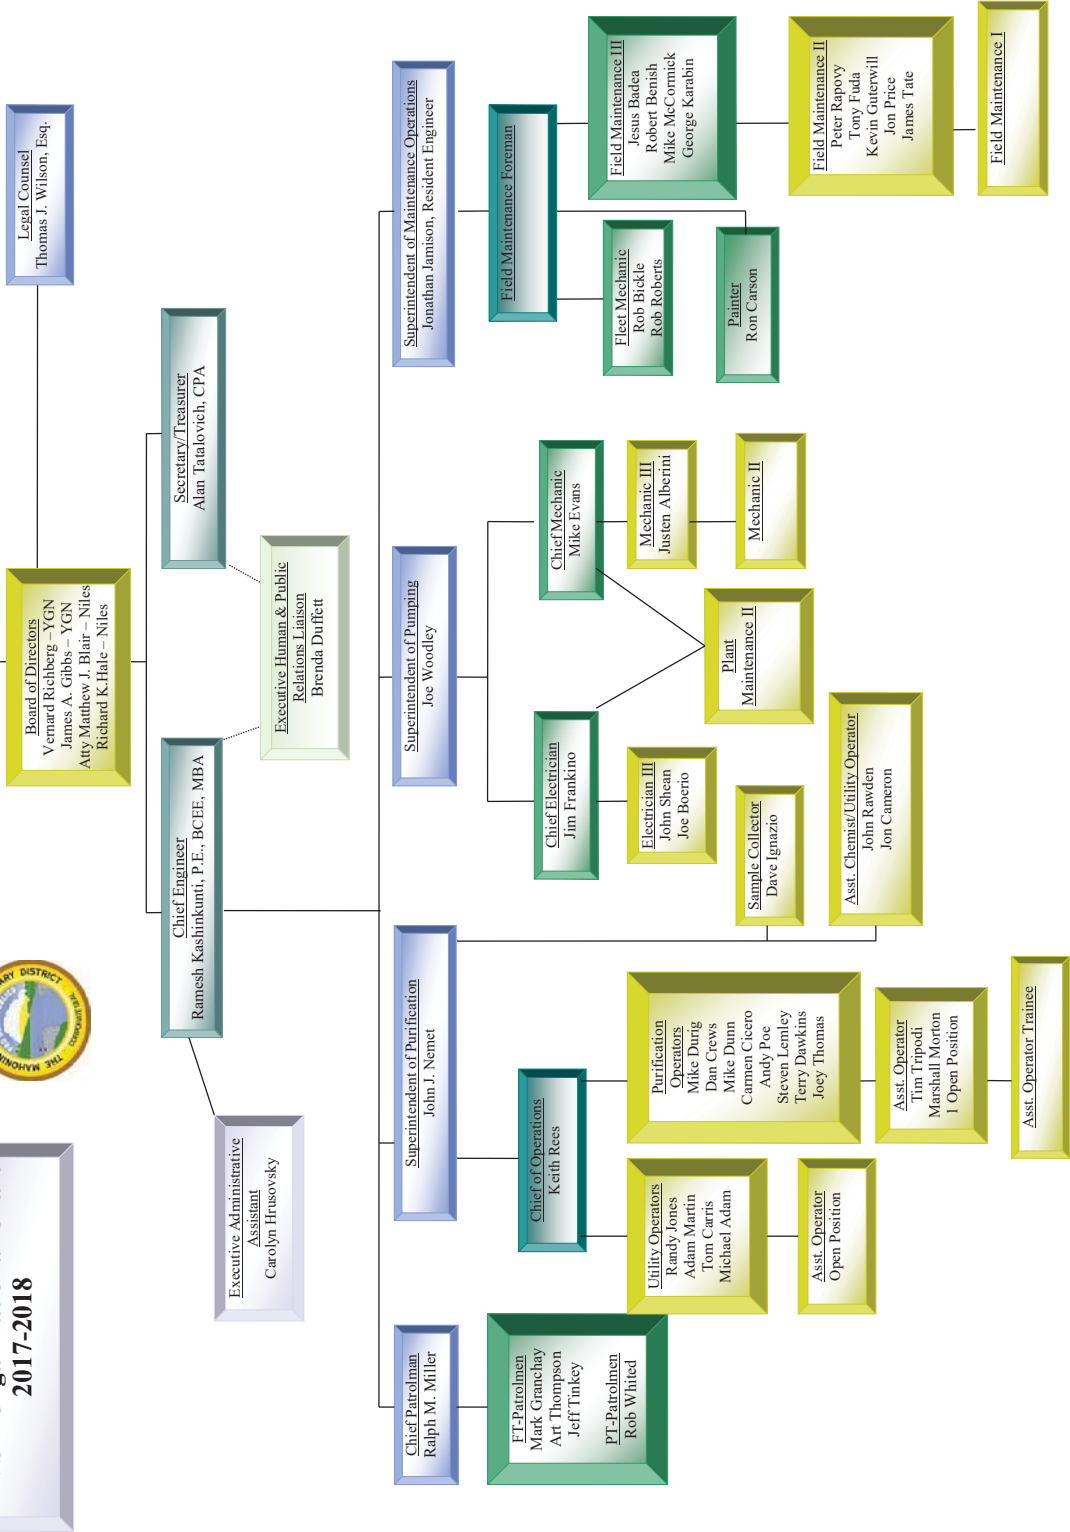 2017-2018
THE MAHONING
ARY DISTRICT
CORPORATE SEAL
Board of Directors
Vernard Richberg –YGN
James A. Gibbs – YGN
Atty Matthew J. Blair – Niles
Richard K.Hale – Niles
Legal Counsel
Thomas J. Wilson, Esq.
Chief Engineer
Ramesh Kashinkunti, P.E., BCEE, MBA
Secretary/Treasurer
Alan Tatalovich, CPA
Executive Administrative
Assistant
Carolyn Hrusovsky
Executive Human & Public
Relations Liaison
Brenda Duffett
Chief Patrolman
Ralph M. Miller
Superintendent of Purification
John J. Nemet
Superintendent of Pumping
Joe Woodley
Superintendent of Maintenance Operations
Jonathan Jamison, Resident Engineer
FT-Patrolmen
Mark Granchay
Art Thompson
Jeff Tinkey
PT-Patrolmen
Rob Whited
Chief of Operations
Keith Rees
Utility Operators
Randy Jones
Adam Martin
Tom Carris
Michael Adam
Asst. Operator
Open Position
Purification
Operators
Mike Durig
Dan Crews
Mike Dunn
Carmen Cicero
Andy Poe
Steven Lemley
Terry Dawkins
Joey Thomas
Asst. Operator
Tim Tripodi
Marshall Morton
1 Open Position
Asst. Operator Trainee
Sample Collector
Dave Ignazio
Asst. Chemist/Utility Operator
John Rawden
Jon Cameron
Chief Electrician
Jim Frankino
Electrician III
John Shean
Joe Boerio
Chief Mechanic
Mike Evans
Mechanic III
Justen Alberini
Mechanic II
Plant
Maintenance II
Field Maintenance Foreman
Fleet Mechanic
Rob Bickle
Rob Roberts
Painter
Ron Carson
Field Maintenance III
Jesus Badea
Robert Benish
Mike McCormick
George Karabin
Field Maintenance II
Peter Rapovy
Tony Fuda
Kevin Guterwill
Jon Price
James Tate
Field Maintenance I